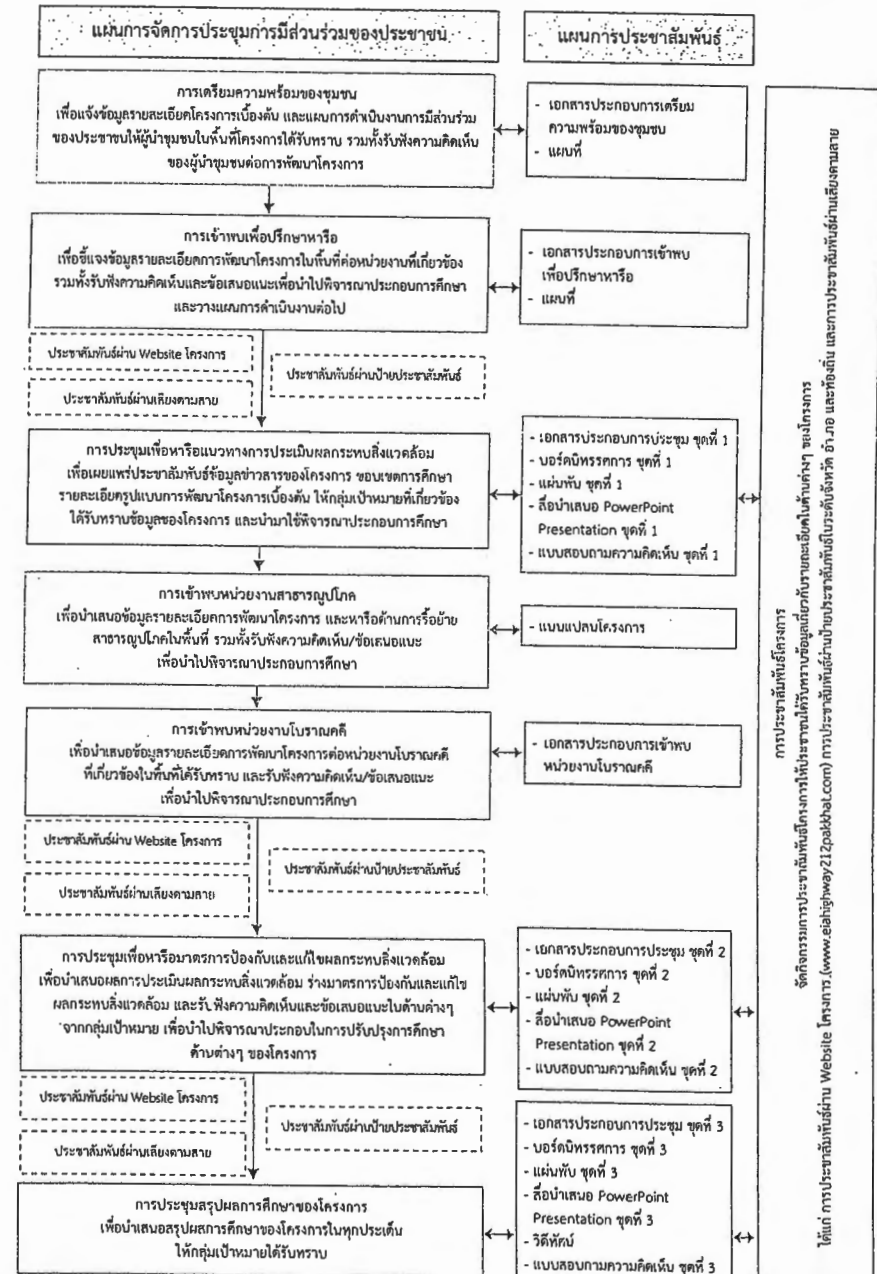 แผนการจัดการประชุมการมีส่วนร่วมของประชาชน
แผนการประชาสัมพันธ์
การเตรียมความพร้อมของชุมชน
เพื่อแจ้งข้อมูลรายละเอียดโครงการเบื้องต้น และแผนการดำเนินงานการมีส่วนร่วม
ของประชาชนให้ผู้นำชุมชนในพื้นที่โครงการได้รับทราบ รวมทั้งรับฟังความคิดเห็น
ของผู้นำชุมชนต่อการพัฒนาโครงการ
- เอกสารประกอบการเตรียม
ความพร้อมของชุมชน
- แผนที่
การเข้าพบเพื่อปรึกษาหารือ
เพื่อชี้แจงข้อมูลรายละเอียดการพัฒนาโครงการในพื้นที่ต่อหน่วยงานที่เกี่ยวข้อง
รวมทั้งรับฟังความคิดเห็นและข้อเสนอแนะเพื่อนำไปพิจารณาประกอบการศึกษา
และวางแผนการดำเนินงานต่อไป
- เอกสารประกอบการเข้าพบ
เพื่อปรึกษาหารือ
- แผนที่
ประชาสัมพันธ์ผ่าน Website โครงการ
ประชาสัมพันธ์ผ่านป้ายประชาสัมพันธ์
ประชาสัมพันธ์ผ่านเสียงตามสาย
การประชุมเพื่อหารือแนวทางการประเมินผลกระทบสิ่งแวดล้อม
เพื่อเผยแพร่ประชาสัมพันธ์ข้อมูลข่าวสารของโครงการ ขอบเขตการศึกษา
รายละเอียดรูปแบบการพัฒนาโครงการเบื้องต้น ให้กลุ่มเป้าหมายที่เกี่ยวข้อง
ได้รับทราบข้อมูลของโครงการ และนำมาใช้พิจารณาประกอบการศึกษา
- เอกสารประกอบการประชุม ชุดที่ 1
- บอร์ดนิทรรศการ ชุดที่ 1
- แผ่นพับ ชุดที่ 1
- สื่อนำเสนอ PowerPoint
Presentation ชุดที่ 1
- แบบสอบถามความคิดเห็น ชุดที่ 1
การเข้าพบหน่วยงานสาธารณูปโภค
เพื่อนำเสนอข้อมูลรายละเอียดการพัฒนาโครงการ และหารือด้านการรื้อย้าย
สาธารณูปโภคในพื้นที่ รวมทั้งรับฟังความคิดเห็น/ข้อเสนอแนะ
เพื่อนำไปพิจารณาประกอบการศึกษา
- แบบแปลนโครงการ
การเข้าพบหน่วยงานโบราณคดี
เพื่อนำเสนอข้อมูลรายละเอียดการพัฒนาโครงการต่อหน่วยงานโบราณคดี
ที่เกี่ยวข้องในพื้นที่ได้รับทราบ และรับฟังความคิดเห็น/ข้อเสนอแนะ
เพื่อนำไปพิจารณาประกอบการศึกษา
- เอกสารประกอบการเข้าพบ
หน่วยงานโบราณคดี
ประชาสัมพันธ์ผ่าน Website โครงการ
ประชาสัมพันธ์ผ่านป้ายประชาสัมพันธ์
ประชาสัมพันธ์ผ่านเสียงตามสาย
การประชุมเพื่อหารือมาตรการป้องกันและแก้ไขผลกระทบสิ่งแวดล้อม
เพื่อนำเสนอผลการประเมินผลกระทบสิ่งแวดล้อม ร่างมาตรการป้องกันและแก้ไข
ผลกระทบสิ่งแวดล้อม และรับฟังความคิดเห็นและข้อเสนอแนะในด้านต่างๆ
จากกลุ่มเป้าหมาย เพื่อนำไปพิจารณาประกอบในการปรับปรุงการศึกษา
ด้านต่างๆ ของโครงการ
- เอกสารประกอบการประชุม ชุดที่ 2
- บอร์ดนิทรรศการ ชุดที่ 2
- แผ่นพับ ชุดที่ 2
- สื่อนำเสนอ PowerPoint
Presentation ชุดที่ 2
- แบบสอบถามความคิดเห็น ชุดที่ 2
ประชาสัมพันธ์ผ่าน Website โครงการ
ประชาสัมพันธ์ผ่านป้ายประชาสัมพันธ์
ประชาสัมพันธ์ผ่านเสียงตามสาย
การประชุมสรุปผลการศึกษาของโครงการ
เพื่อนำเสนอสรุปผลการศึกษาของโครงการในทุกประเด็น
ให้กลุ่มเป้าหมายได้รับทราบ
- เอกสารประกอบการประชุม ชุดที่ 3
- บอร์ดนิทรรศการ ชุดที่ 3
- แผ่นพับ ชุดที่ 3
- สื่อนำเสนอ PowerPoint
Presentation ชุดที่ 3
- วิดีทัศน์
- แบบสอบถามความคิดเห็น ชุดที่ 3
การประชาสัมพันธ์โครงการ
จัดกิจกรรมการประชาสัมพันธ์โครงการให้ประชาชนได้รับทราบข้อมูลเกี่ยวกับรายละเอียดในด้านต่างๆ ของโครงการ
ได้แก่ การประชาสัมพันธ์ผ่าน Website โครงการ (www.eiahighway212pakkhat.com) การประชาสัมพันธ์ผ่านป้ายประชาสัมพันธ์ในระดับจังหวัด อำเภอ และท้องถิ่น และการประชาสัมพันธ์ผ่านเสียงตามสาย